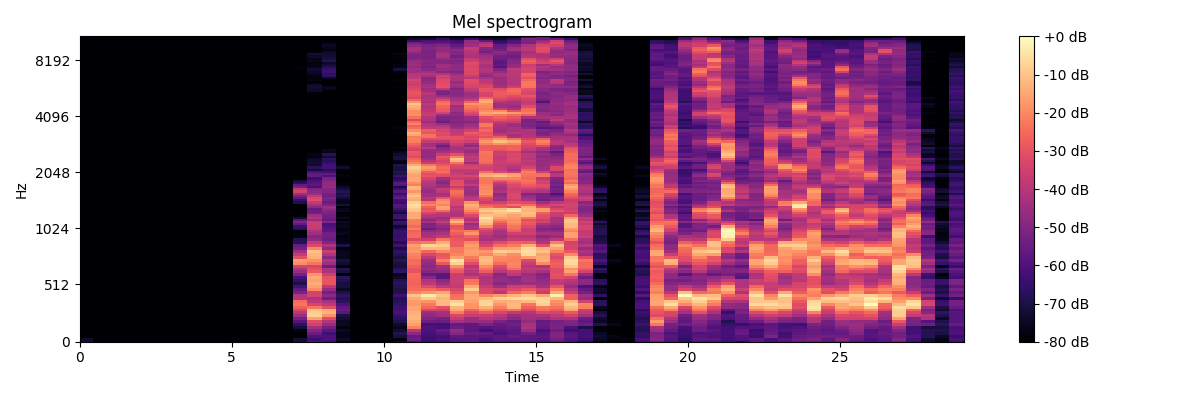 Mel spectrogram
8192
4096
2048
1024
512
0
Hz
0 5 10 15 20 25
Time
+0 dB
-10 dB
-20 dB
-30 dB
-40 dB
-50 dB
-60 dB
-70 dB
-80 dB